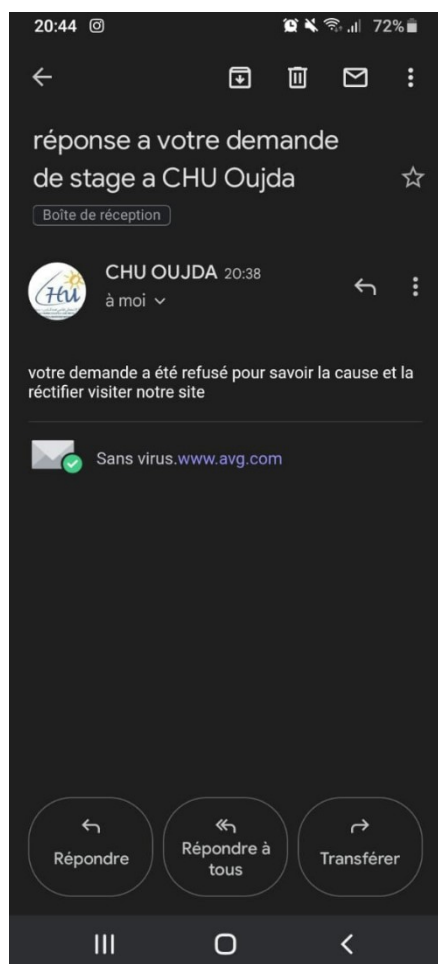 20:44 72%
réponse a votre demande
de stage a CHU Oujda
Boîte de réception
CHU OUJDA 20:38
à moi
votre demande a été refusé pour savoir la cause et la
réctifier visiter notre site
Sans virus.www.avg.com
Répondre
Répondre à
tous
Transférer